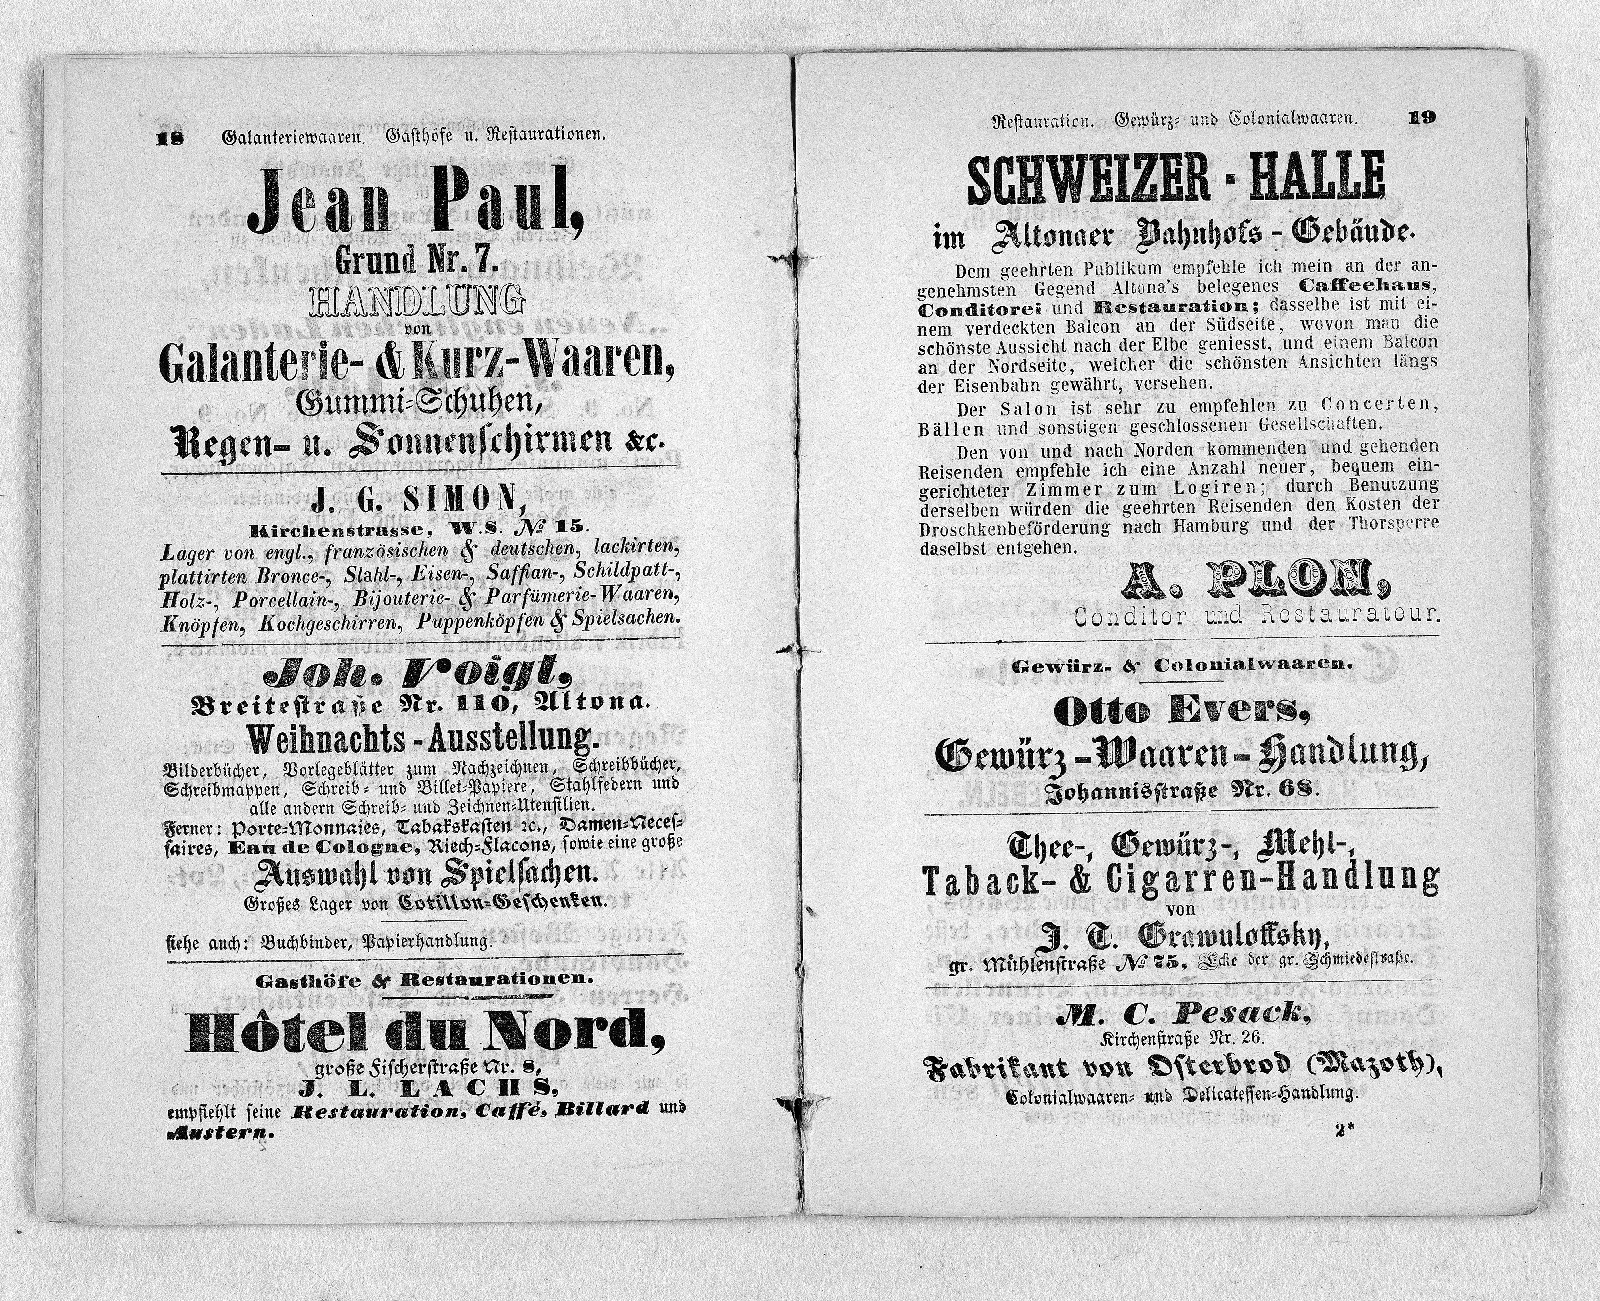 18 Galanteriewaaren. Gasthöfe u. Restaurationen.
Jean Paul,
Grund Nr. 7.
HANDLUNG
von
Galanterie- & Kurz-Waaren,
Gummi-Schuhen,
Regen- u. Sonnenschirmen &c.
J. G. SIMON,
Kirchenstrasse, W.S. № 15.
Lager von engl., französischen & deutschen, lackirten,
plattirten Bronce-, Stahl-, Eisen-, Saffian-, Schildpatt-,
Holz-, Porcellain-, Bijouterie- & Parfümerie-Waaren,
Knöpfen, Kochgeschirren, Puppenköpfen & Spielsachen.
Joh. Voigt,
Breitestraße Nr. 110, Altona.
Weihnachts-Ausstellung.
Bilderbücher, Vorlegeblätter zum Nachzeichnen, Schreibbücher,
Schreibmappen, Schreib- und Billet-Papiere, Stahlfedern und
alle andern Schreib- und Zeichnen-Utensilien.
Ferner: Porte-Monnaies, Tabakskasten ꝛc., Damen-Neces-
saires, Eau de Cologne, Riech-Flacons, sowie eine große
Auswahl von Spielsachen.
Großes Lager von Cotillon-Geschenken.
siehe auch: Buchbinder, Papierhandlung.
Gasthöfe & Restaurationen.
Hôtel du Nord,
große Fischerstraße Nr. 8,
J. L. LACHS,
empfiehlt seine Restauration, Caffé, Billard und
Austern.
Restauration. Gewürz- und Colonialwaaren. 19
SCHWEIZER-HALLE
im Altonaer Bahnhofs-Gebäude.
Dem geehrten Publikum empfehle ich mein an der an-
genehmsten Gegend Altona's belegenes Caffeehaus,
Conditorei und Restauration; dasselbe ist mit ei-
nem verdeckten Balcon an der Südseite, wovon man die
schönste Aussicht nach der Elbe geniesst, und einem Balcon
an der Nordseite, welcher die schönsten Ansichten längs
der Eisenbahn gewährt, versehen.
Der Salon ist sehr zu empfehlen zu Concerten,
Bällen und sonstigen geschlossenen Gesellschaften.
Den von und nach Norden kommenden und gehenden
Reisenden empfehle ich eine Anzahl neuer, bequem ein-
gerichteter Zimmer zum Logiren; durch Benutzung
derselben würden die geehrten Reisenden den Kosten der
Droschkenbeförderung nach Hamburg und der Thorsperre
daselbst entgehen.
A. PLON,
Conditor und Restaurateur.
Gewürz- & Colonialwaaren.
Otto Evers,
Gewürz-Waaren-Handlung,
Johannisstraße Nr. 68.
Thee-, Gewürz-, Mehl-,
Taback- & Cigarren-Handlung
von
J. T. Grawuloffsky,
gr. Mühlenstraße № 75, Ecke der gr. Schmiedestraße.
M. C. Pesack,
Kirchenstraße Nr. 26.
Fabrikant von Osterbrod (Mazoth),
Colonialwaaren- und Delicatessen-Handlung.
2*